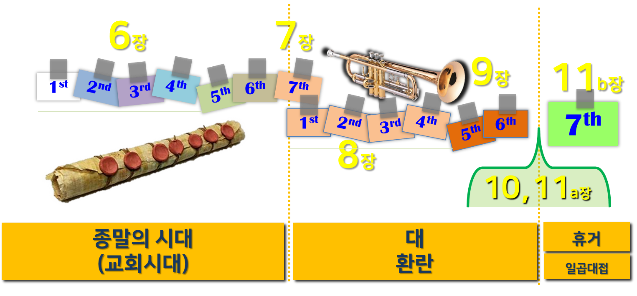 6장
7장
1st 2nd 3rd 4th 5th 6th 7th
9장
11b장
1st 2nd 3rd 4th 5th 6th
7th
8장
10, 11a장
종말의 시대
(교회시대)
대
환란
휴거
일곱대접